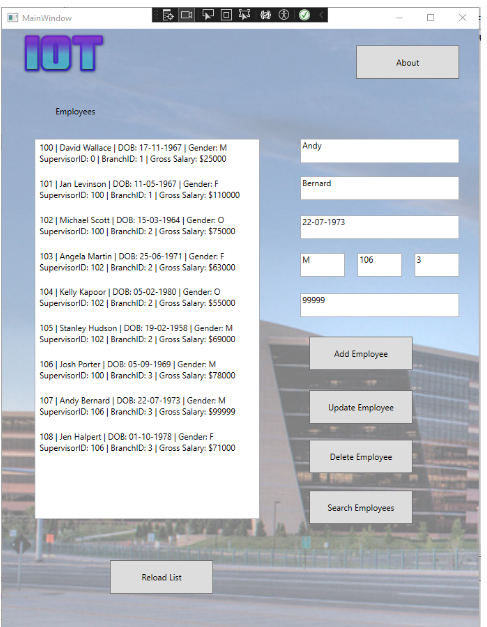 MainWindow
IOT
About
Employees
100 | David Wallace | DOB: 17-11-1967 | Gender: M
SupervisorID: 0 | BranchID: 1 | Gross Salary: $25000
101 | Jan Levinson | DOB: 11-05-1967 | Gender: F
SupervisorID: 100 | BranchID: 1 | Gross Salary: $110000
102 | Michael Scott | DOB: 15-03-1964 | Gender: O
SupervisorID: 100 | BranchID: 2 | Gross Salary: $75000
103 | Angela Martin | DOB: 25-06-1971 | Gender: F
SupervisorID: 102 | BranchID: 2 | Gross Salary: $63000
104 | Kelly Kapoor | DOB: 05-02-1980 | Gender: O
SupervisorID: 102 | BranchID: 2 | Gross Salary: $55000
105 | Stanley Hudson | DOB: 19-02-1958 | Gender: M
SupervisorID: 102 | BranchID: 2 | Gross Salary: $69000
106 | Josh Porter | DOB: 05-09-1969 | Gender: M
SupervisorID: 100 | BranchID: 3 | Gross Salary: $78000
107 | Andy Bernard | DOB: 22-07-1973 | Gender: M
SupervisorID: 106 | BranchID: 3 | Gross Salary: $99999
108 | Jen Halpert | DOB: 01-10-1978 | Gender: F
SupervisorID: 106 | BranchID: 3 | Gross Salary: $71000
Andy
Bernard
22-07-1973
M 106 3
99999
Add Employee
Update Employee
Delete Employee
Search Employees
Reload List